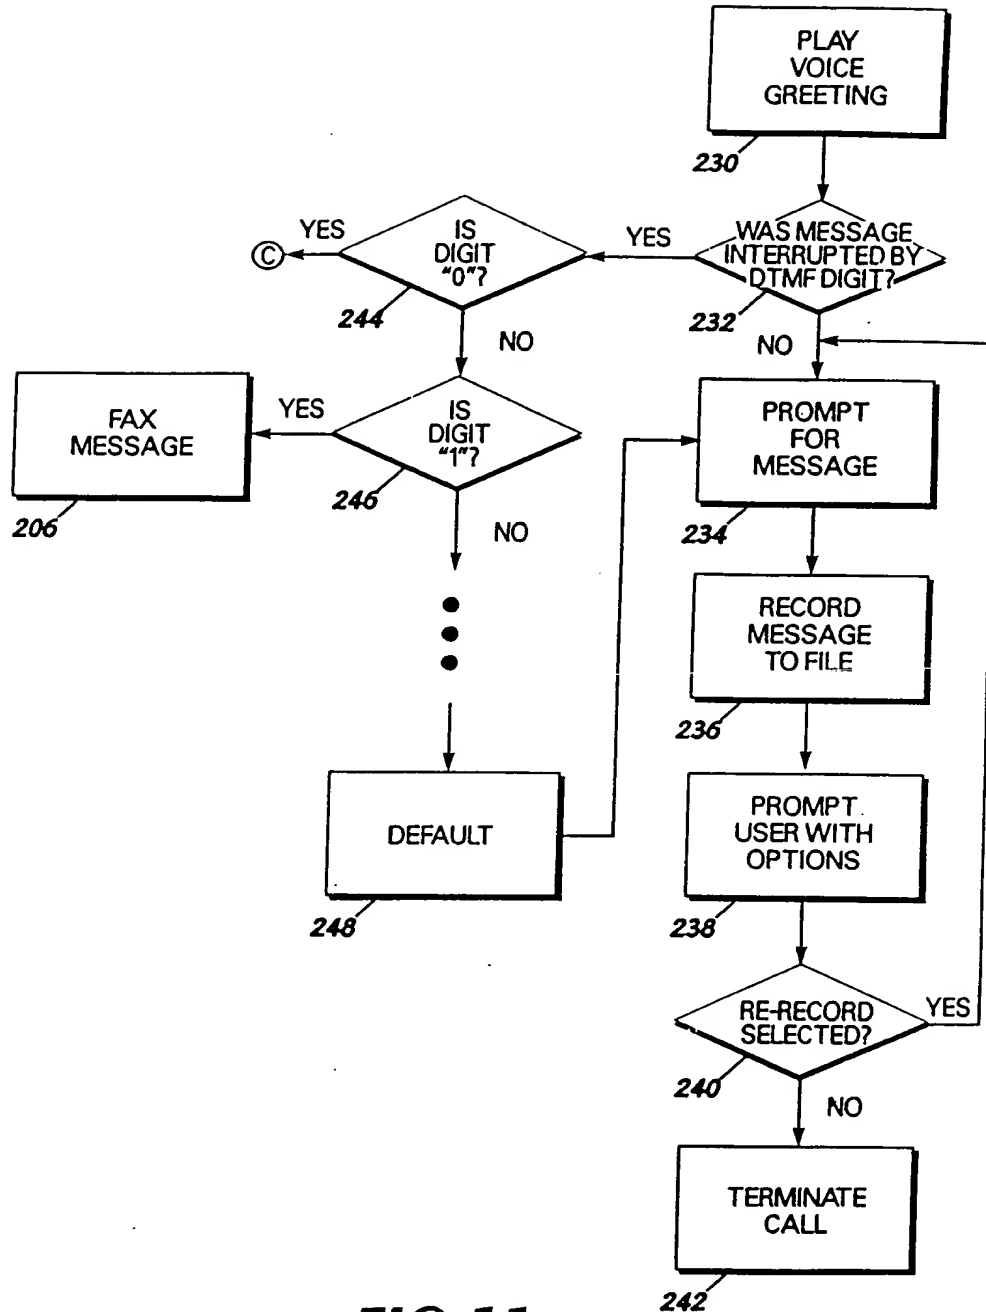 PLAY
VOICE
GREETING
230
WAS MESSAGE
INTERRUPTED BY
DTMF DIGIT?
232
YES
NO
IS
DIGIT
"0"?
244
YES
C
NO
IS
DIGIT
"1"?
246
YES
FAX
MESSAGE
206
NO
DEFAULT
248
PROMPT
FOR
MESSAGE
234
RECORD
MESSAGE
TO FILE
236
PROMPT
USER WITH
OPTIONS
238
RE-RECORD
SELECTED?
240
YES
NO
TERMINATE
CALL
242